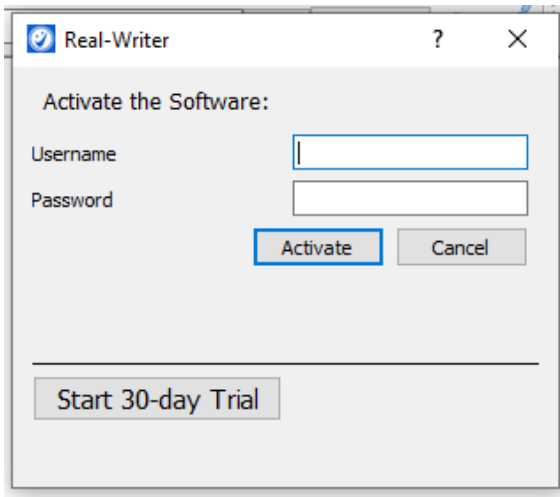 Real-Writer ?
Activate the Software:
Username
Password
Activate Cancel
Start 30-day Trial